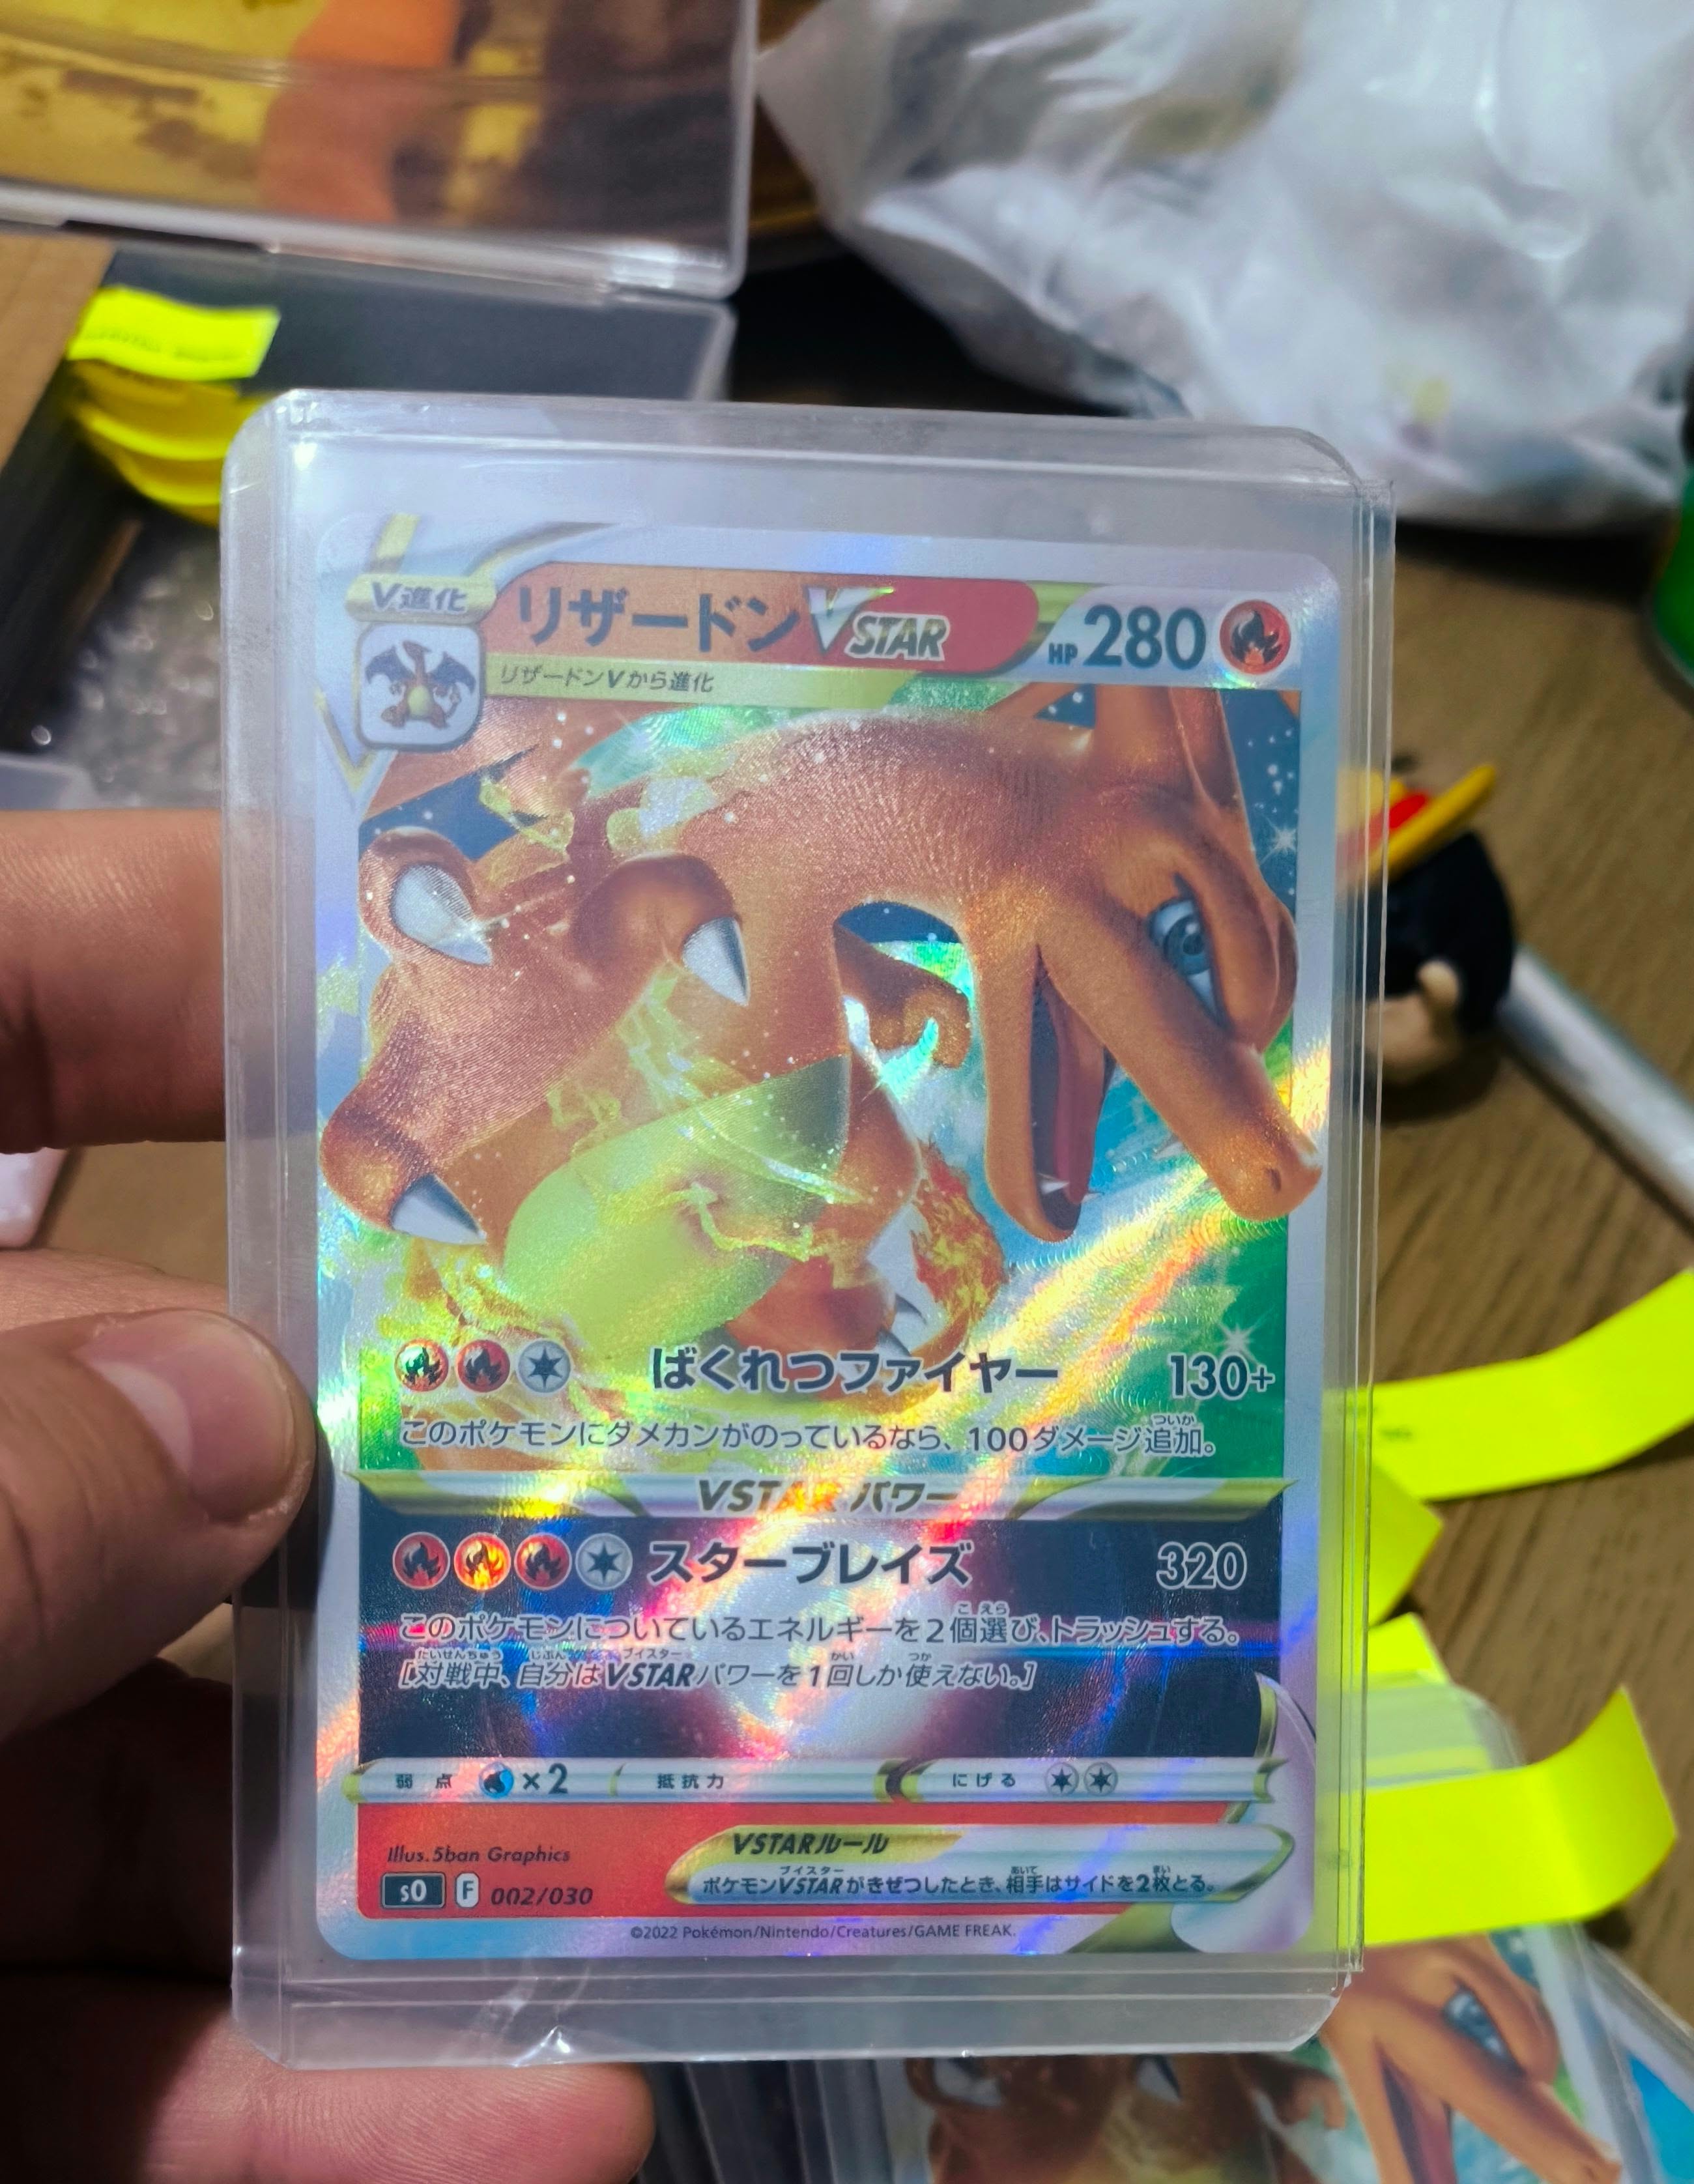 V進化
リザードンVSTAR HP 280
リザードンVから進化
ばくれつファイヤー 130+
このポケモンにダメカンがのっているなら、100ダメージ追加。
VSTARパワー
スターブレイズ 320
このポケモンについているエネルギーを2個選び、トラッシュする。
[対戦中、自分はVSTARパワーを1回しか使えない。]
弱点 ×2 抵抗力 にげる
Illus. 5ban Graphics
VSTARルール
ポケモンVSTARがきぜつしたとき、相手はサイドを2枚とる。
s0 F 002/030
©2022 Pokémon/Nintendo/Creatures/GAME FREAK.